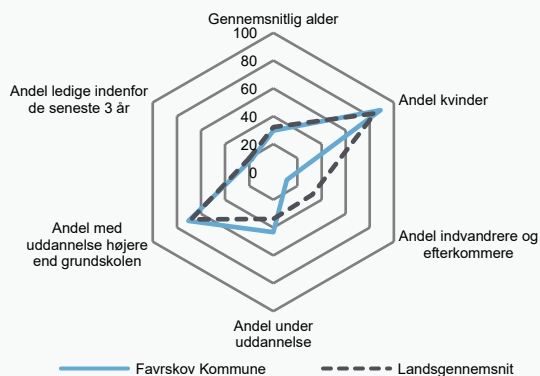 Gennemsnitlig alder
100
80
60
40
20
0
Andel kvinder
Andel indvandrere og
efterkommere
Andel under
uddannelse
Andel med
uddannelse højere
end grundskolen
Andel ledige indenfor
de seneste 3 år
Favrskov Kommune
Landsgennemsnit